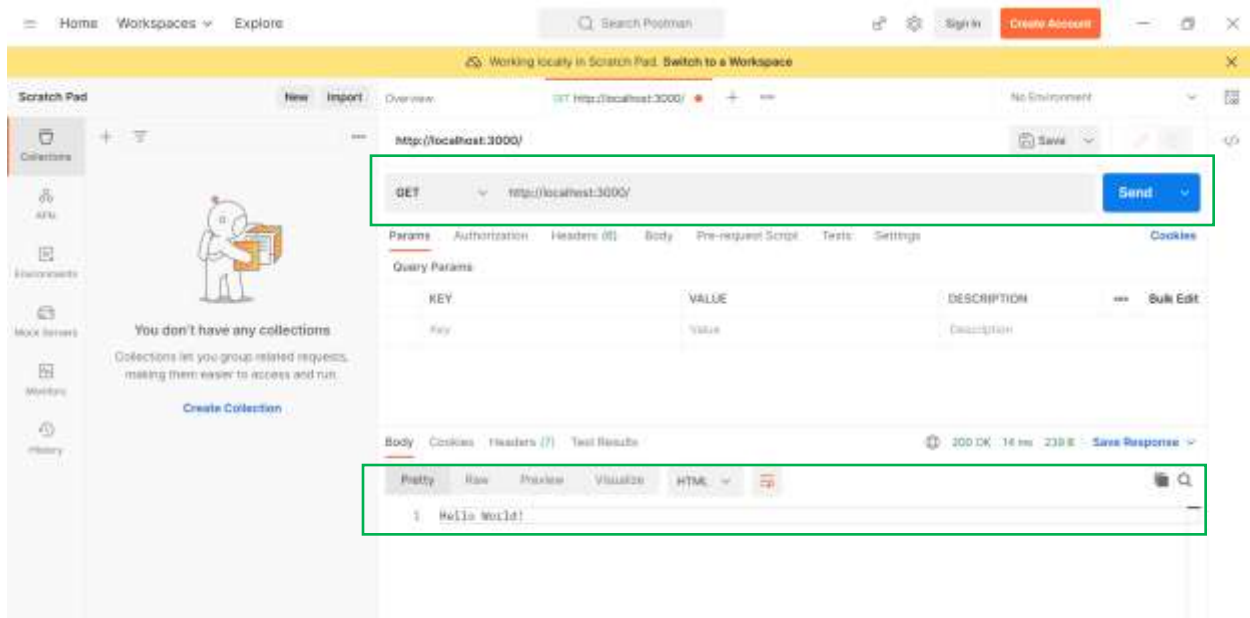 Home Workspaces Explore Search Postman Sign In Create Account
Working locally in Scratch Pad. Switch to a Workspace
Scratch Pad New Import Overview GET http://localhost:3000/ No Environment
http://localhost:3000/ Save
Collections
GET http://localhost:3000/ Send
APIs
Params Authorization Headers (6) Body Pre-request Script Tests Settings Cookies
Environments
Query Params
KEY VALUE DESCRIPTION Bulk Edit
Mock Servers
You don't have any collections
Key Value Description
Collections let you group related requests,
making them easier to access and run.
Monitors
Create Collection
History
Body Cookies Headers (7) Test Results 200 OK 14 ms 239 B Save Response
Pretty Raw Preview Visualize HTML
1 Hello World!